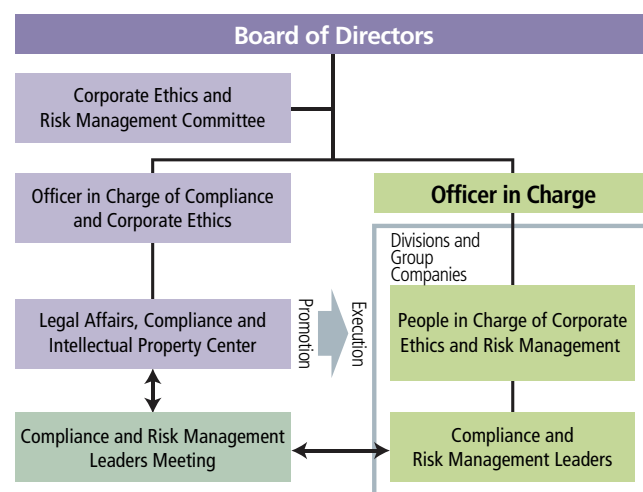 Board of Directors
Corporate Ethics and
Risk Management Committee
Officer in Charge of Compliance
and Corporate Ethics
Officer in Charge
Divisions and
Group
Companies
Legal Affairs, Compliance and
Intellectual Property Center
Promotion
Execution
People in Charge of Corporate
Ethics and Risk Management
Compliance and Risk Management
Leaders Meeting
Compliance and
Risk Management Leaders